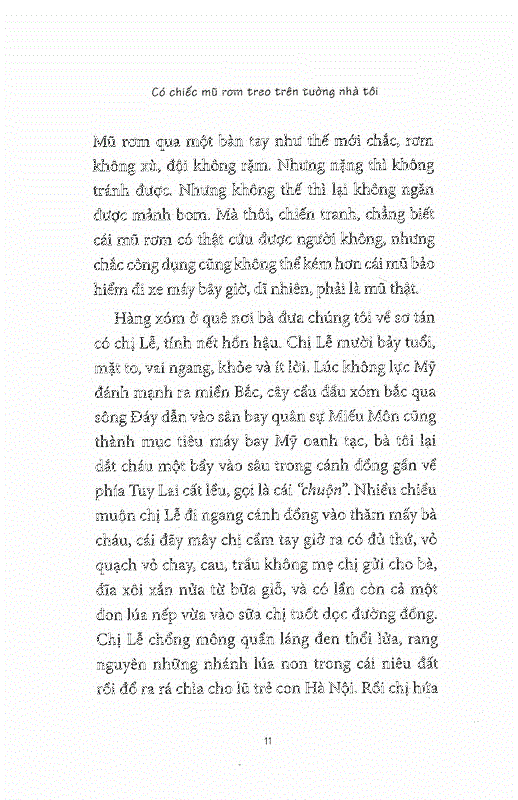 Có chiếc mũ rơm treo trên tường nhà tôi
Mũ rơm qua một bàn tay như thế mới chắc, rơm
không xù, đội không rặm. Nhưng nặng thì không
tránh được. Nhưng không thế thì lại không ngăn
được mảnh bom. Mà thôi, chiến tranh, chẳng biết
cái mũ rơm có thật cứu được người không, nhưng
chắc công dụng cũng không thể kém hơn cái mũ bảo
hiểm đi xe máy bây giờ, dĩ nhiên, phải là mũ thật.
Hàng xóm ở quê nơi bà đưa chúng tôi về sơ tán
có chị Lễ, tính nết hồn hậu. Chị Lễ mười bảy tuổi,
mặt to, vai ngang, khỏe và ít lời. Lúc không lực Mỹ
đánh mạnh ra miền Bắc, cây cầu đầu xóm bắc qua
sông Đáy dẫn vào sân bay quân sự Miếu Môn cũng
thành mục tiêu máy bay Mỹ oanh tạc, bà tôi lại
dắt cháu một bầy vào sâu trong cánh đồng gần về
phía Tuy Lai cất lều, gọi là cái “chuộn”. Nhiều chiều
muộn chị Lễ đi ngang cánh đồng vào thăm mấy bà
cháu, cái đãy mây chị cầm tay giở ra có đủ thứ, vỏ
quạch vỏ chay, cau, trầu không mẹ chị gửi cho bà,
đĩa xôi xắn nửa từ bữa giỗ, và có lần còn cả một
đon lúa nếp vừa vào sữa chị tuốt dọc đường đồng.
Chị Lễ chổng mông quần láng đen thổi lửa, rang
nguyên những nhánh lúa non trong cái niêu đất
rồi đổ ra rá chia cho lũ trẻ con Hà Nội. Rồi chị hứa
11